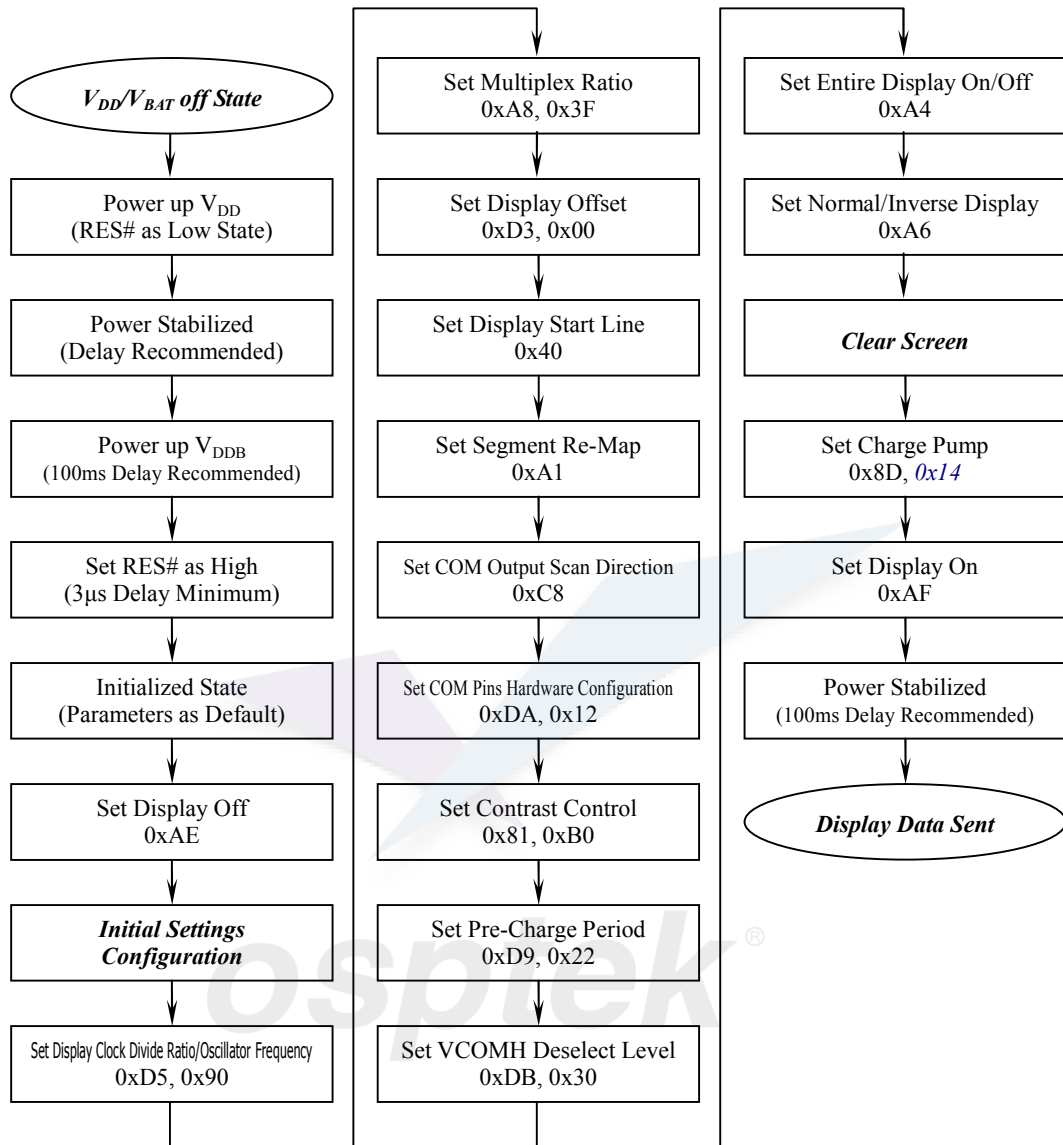 V_DD/V_BAT off State
Power up V_DD
(RES# as Low State)
Power Stabilized
(Delay Recommended)
Power up V_DDB
(100ms Delay Recommended)
Set RES# as High
(3μs Delay Minimum)
Initialized State
(Parameters as Default)
Set Display Off
0xAE
Initial Settings
Configuration
Set Display Clock Divide Ratio/Oscillator Frequency
0xD5, 0x90
Set Multiplex Ratio
0xA8, 0x3F
Set Display Offset
0xD3, 0x00
Set Display Start Line
0x40
Set Segment Re-Map
0xA1
Set COM Output Scan Direction
0xC8
Set COM Pins Hardware Configuration
0xDA, 0x12
Set Contrast Control
0x81, 0xB0
Set Pre-Charge Period
0xD9, 0x22
Set VCOMH Deselect Level
0xDB, 0x30
Set Entire Display On/Off
0xA4
Set Normal/Inverse Display
0xA6
Clear Screen
Set Charge Pump
0x8D, 0x14
Set Display On
0xAF
Power Stabilized
(100ms Delay Recommended)
Display Data Sent
osptek®